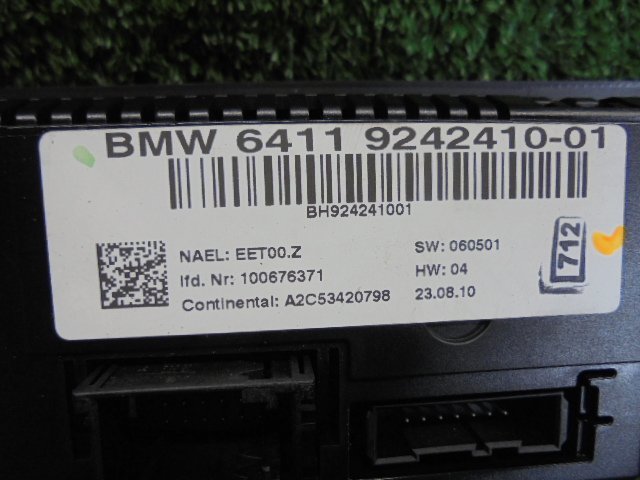 BMW 6411 9242410-01
BH924241001
NAEL: EET00.Z
lfd. Nr: 100676371
Continental: A2C53420798
SW: 060501
HW: 04
23.08.10
712